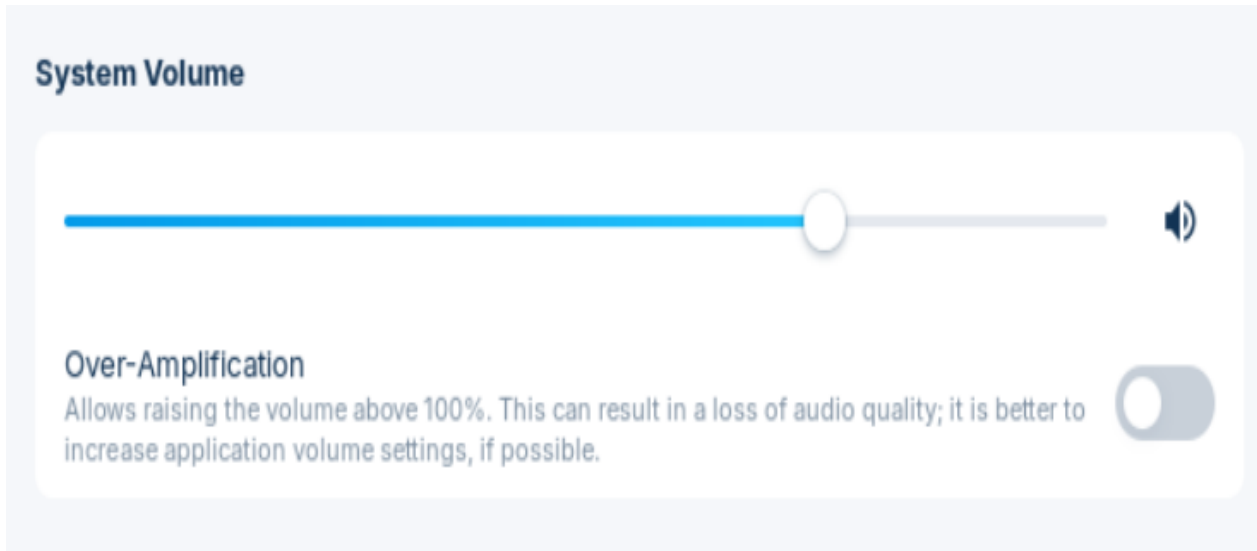 System Volume
Over-Amplification
Allows raising the volume above 100%. This can result in a loss of audio quality; it is better to
increase application volume settings, if possible.